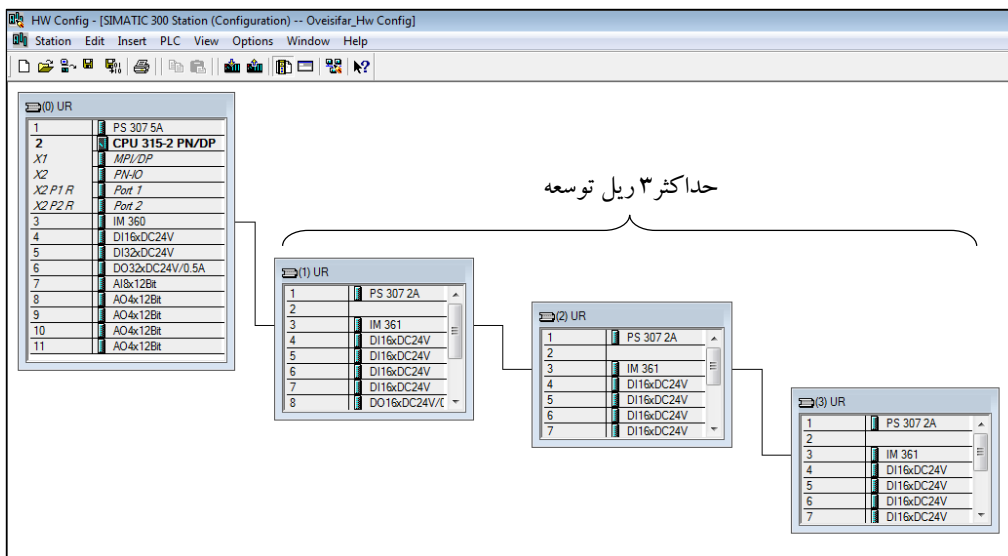 HW Config - [SIMATIC 300 Station (Configuration) -- Oveisifar_Hw Config]
Station Edit Insert PLC View Options Window Help
(0) UR
1 PS 307 5A
2 CPU 315-2 PN/DP
X1 MPI/DP
X2 PN-IO
X2 P1 R Port 1
X2 P2 R Port 2
3 IM 360
4 DI16xDC24V
5 DI32xDC24V
6 DO32xDC24V/0.5A
7 AI8x12Bit
8 AO4x12Bit
9 AO4x12Bit
10 AO4x12Bit
11 AO4x12Bit
حداکثر ۳ ریل توسعه
(1) UR
1 PS 307 2A
2
3 IM 361
4 DI16xDC24V
5 DI16xDC24V
6 DI16xDC24V
7 DI16xDC24V
8 DO16xDC24V/0
(2) UR
1 PS 307 2A
2
3 IM 361
4 DI16xDC24V
5 DI16xDC24V
6 DI16xDC24V
7 DI16xDC24V
(3) UR
1 PS 307 2A
2
3 IM 361
4 DI16xDC24V
5 DI16xDC24V
6 DI16xDC24V
7 DI16xDC24V